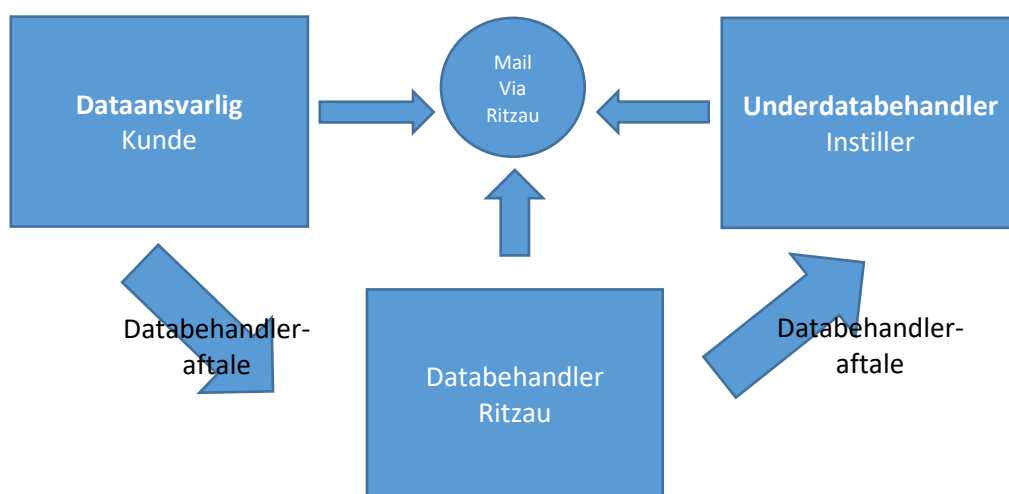 Mail
Via
Ritzau
Dataansvarlig
Kunde
Underdatabehandler
Instiller
Databehandler-
aftale
Databehandler-
aftale
Databehandler
Ritzau